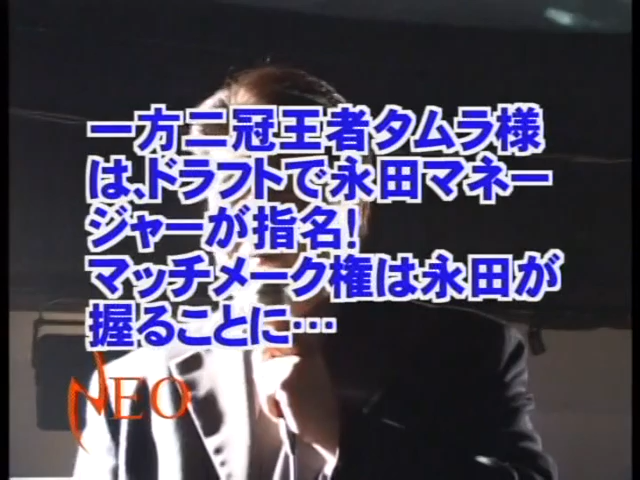 一方二冠王者タムラ様
は、ドラフトで永田マネー
ジャーが指名!
マッチメーク権は永田が
握ることに…
NEO